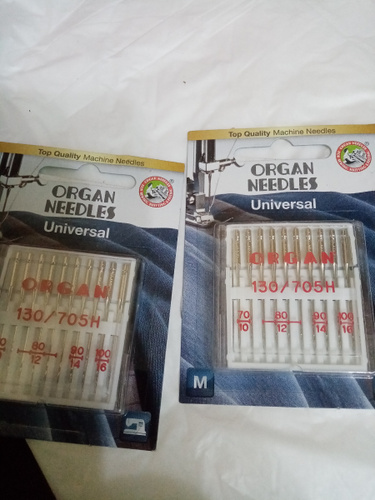 Top Quality Machine Needles
ORGAN
NEEDLES
Universal
ORGAN
130/705H
80 90 100
12 14 16
Top Quality Machine Needles
ORGAN
NEEDLES
Universal
ORGAN
130/705H
70 80 90 100
10 12 14 16
M